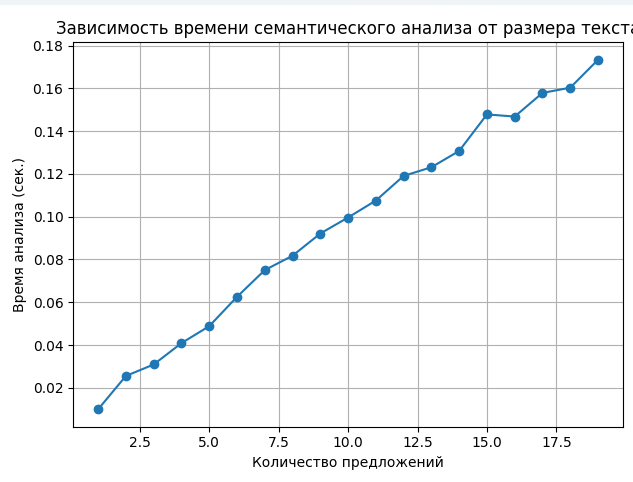 Зависимость времени семантического анализа от размера текста
0.18
0.16
0.14
0.12
0.10
0.08
0.06
0.04
0.02
Время анализа (сек.)
2.5 5.0 7.5 10.0 12.5 15.0 17.5
Количество предложений